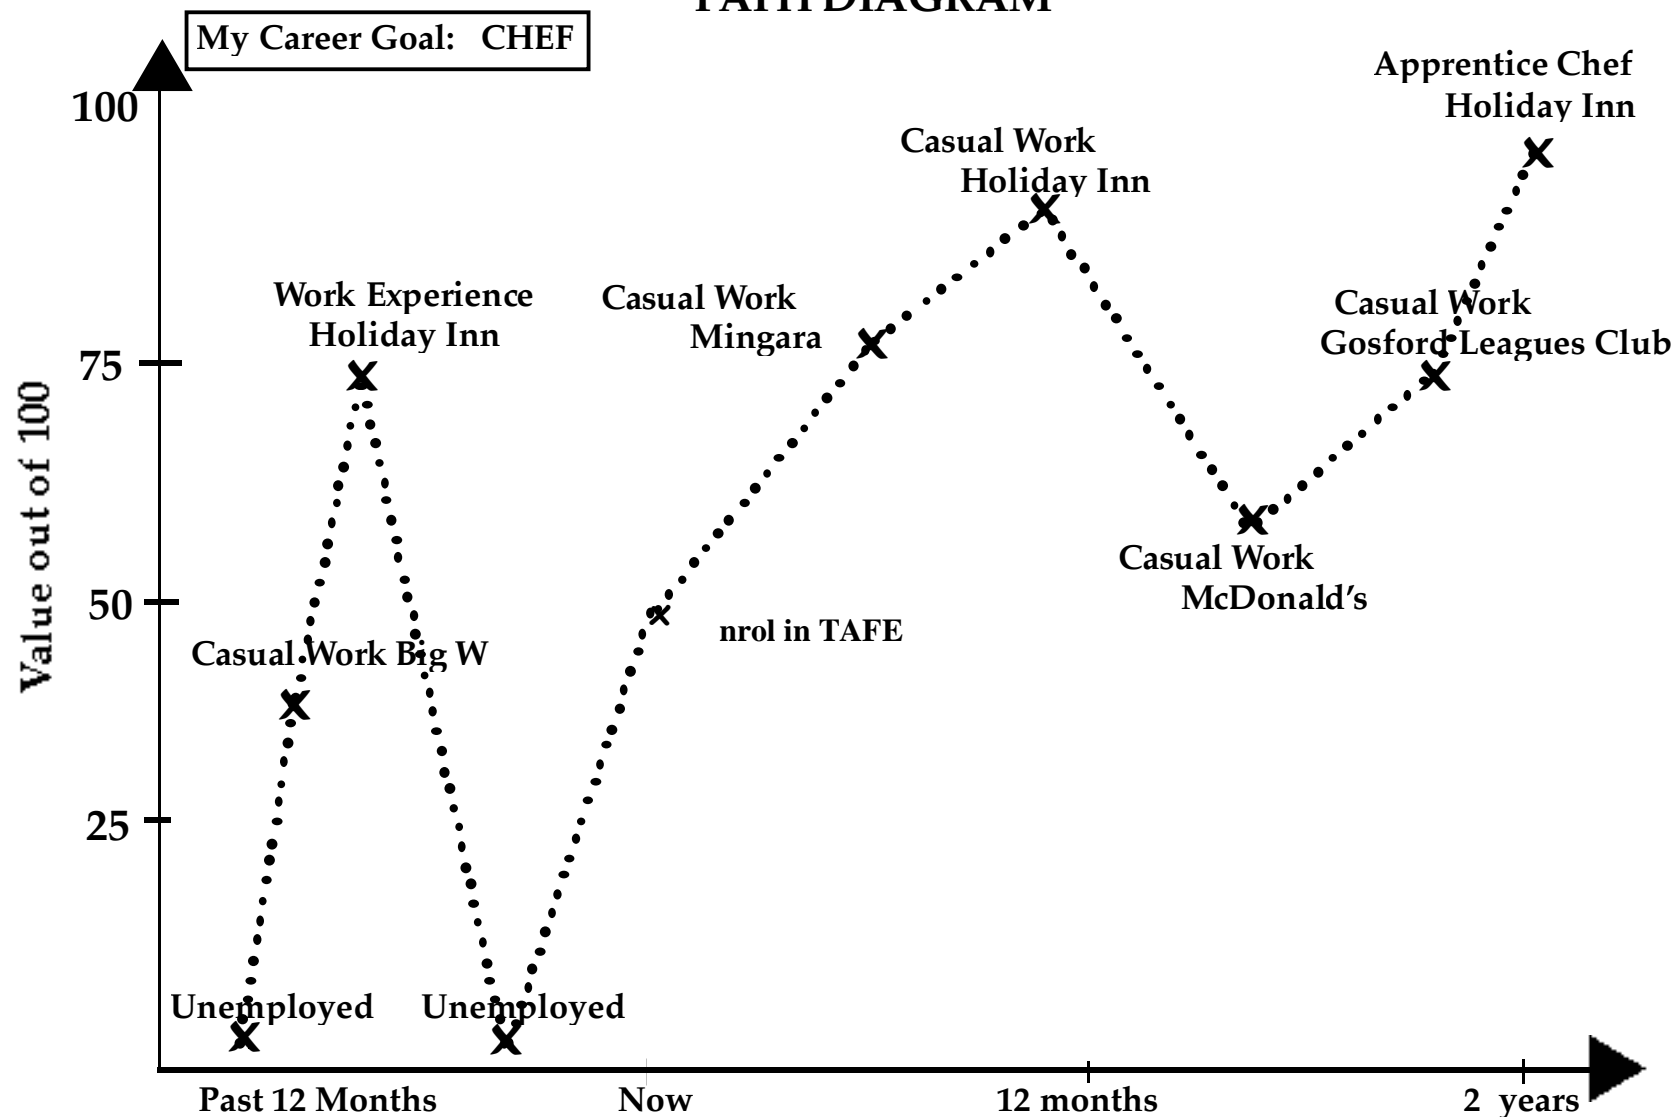 PATH DIAGRAM
My Career Goal: CHEF
Apprentice Chef
Holiday Inn
100
Casual Work
Holiday Inn
Work Experience
Holiday Inn
Casual Work
Mingara
Casual Work
Gosford Leagues Club
75
Value out of 100
Casual Work
McDonald's
50
nrol in TAFE
Casual Work Big W
25
Unemployed
Unemployed
Past 12 Months
Now
12 months
2 years